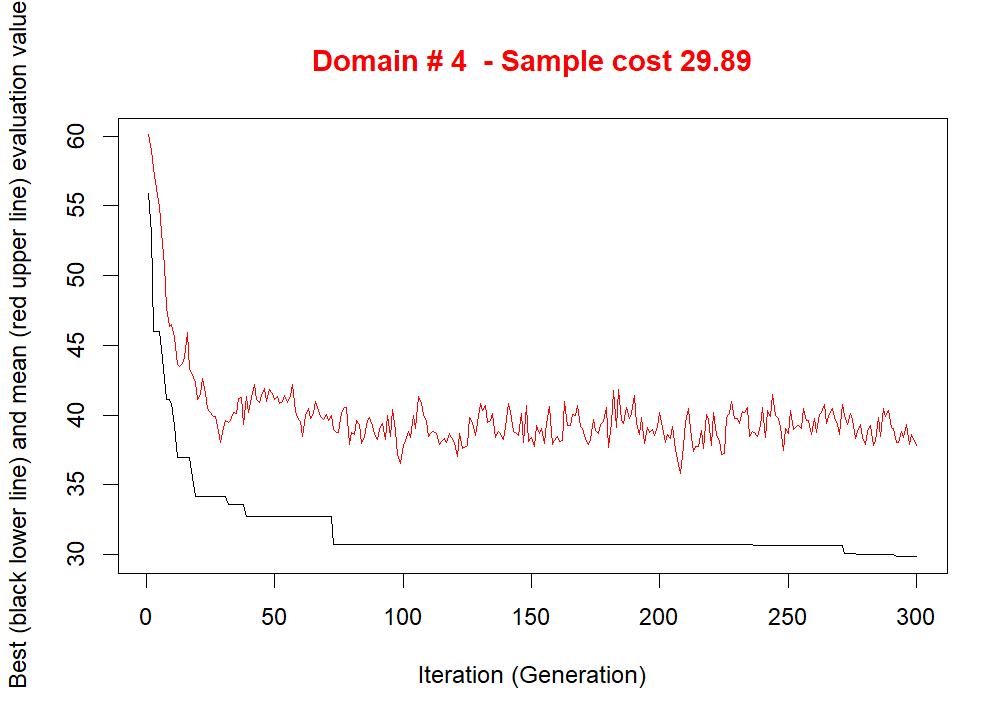 Domain # 4  - Sample cost 29.89
Best (black lower line) and mean (red upper line) evaluation value
60
55
50
45
40
35
30
0 50 100 150 200 250 300
Iteration (Generation)